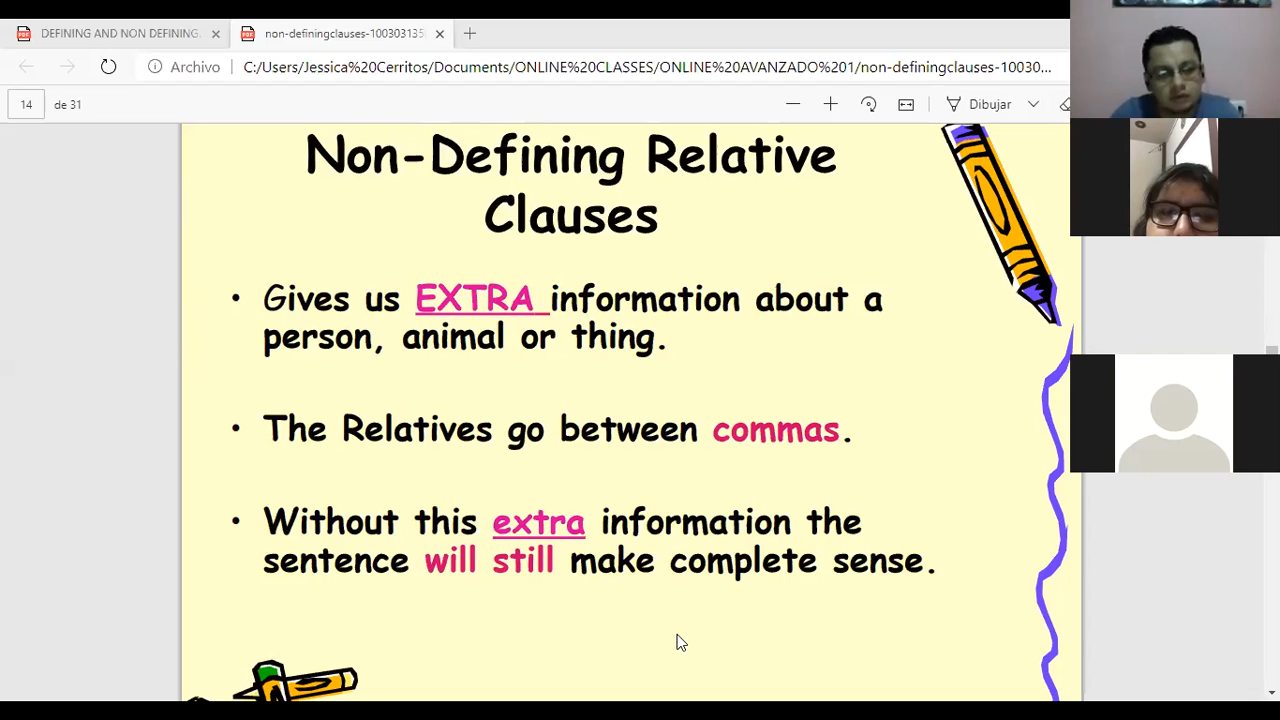 DEFINING AND NON DEFINING
non-definingclauses-100303135
Archivo
C:/Users/Jessica%20Cerritos/Documents/ONLINE%20CLASSES/ONLINE%20AVANZADO%201/non-definingclauses-10030...
14 de 31
Dibujar
Non-Defining Relative
Clauses
• Gives us EXTRA information about a
person, animal or thing.
• The Relatives go between commas.
• Without this extra information the
sentence will still make complete sense.